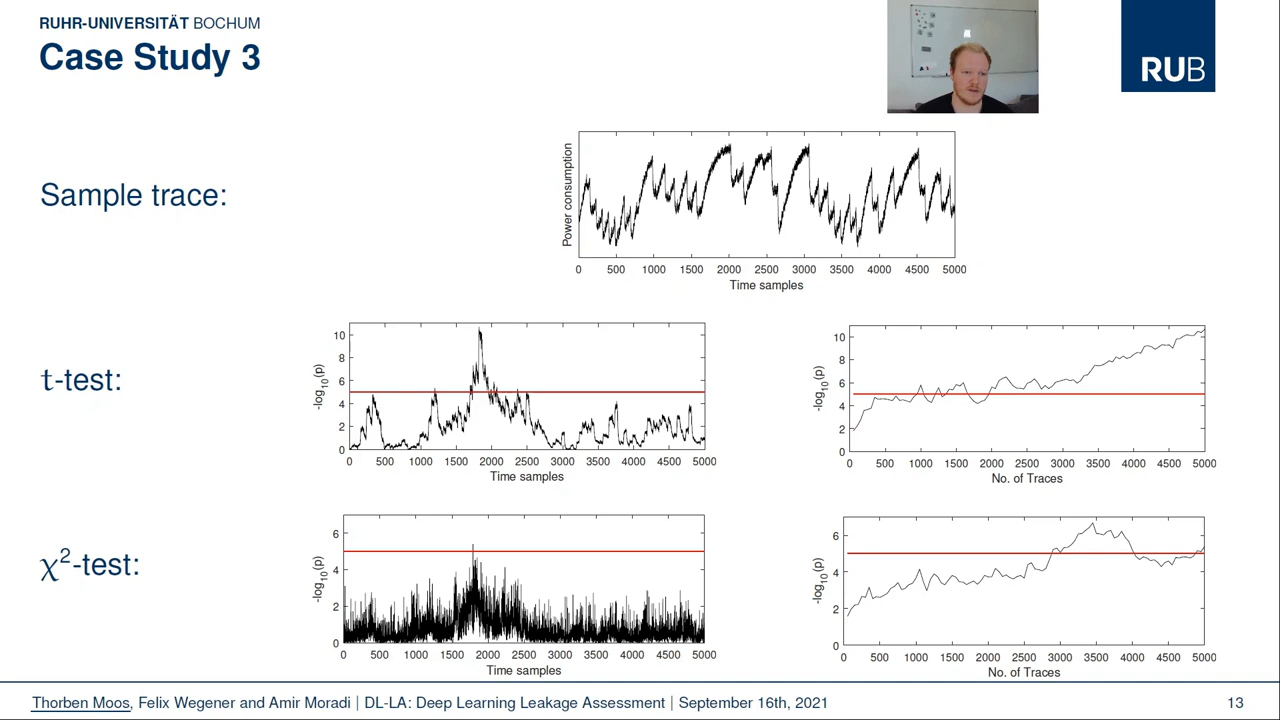 RUHR-UNIVERSITÄT BOCHUM
Case Study 3
RUB
Sample trace:
Power consumption
0 500 1000 1500 2000 2500 3000 3500 4000 4500 5000
Time samples
t-test:
-log10(p)
10
8
6
4
2
0
0 500 1000 1500 2000 2500 3000 3500 4000 4500 5000
Time samples
-log10(p)
10
8
6
4
2
0
0 500 1000 1500 2000 2500 3000 3500 4000 4500 5000
No. of Traces
χ²-test:
-log10(p)
6
4
2
0
0 500 1000 1500 2000 2500 3000 3500 4000 4500 5000
Time samples
-log10(p)
6
4
2
0
0 500 1000 1500 2000 2500 3000 3500 4000 4500 5000
No. of Traces
Thorben Moos, Felix Wegener and Amir Moradi | DL-LA: Deep Learning Leakage Assessment | September 16th, 2021
13